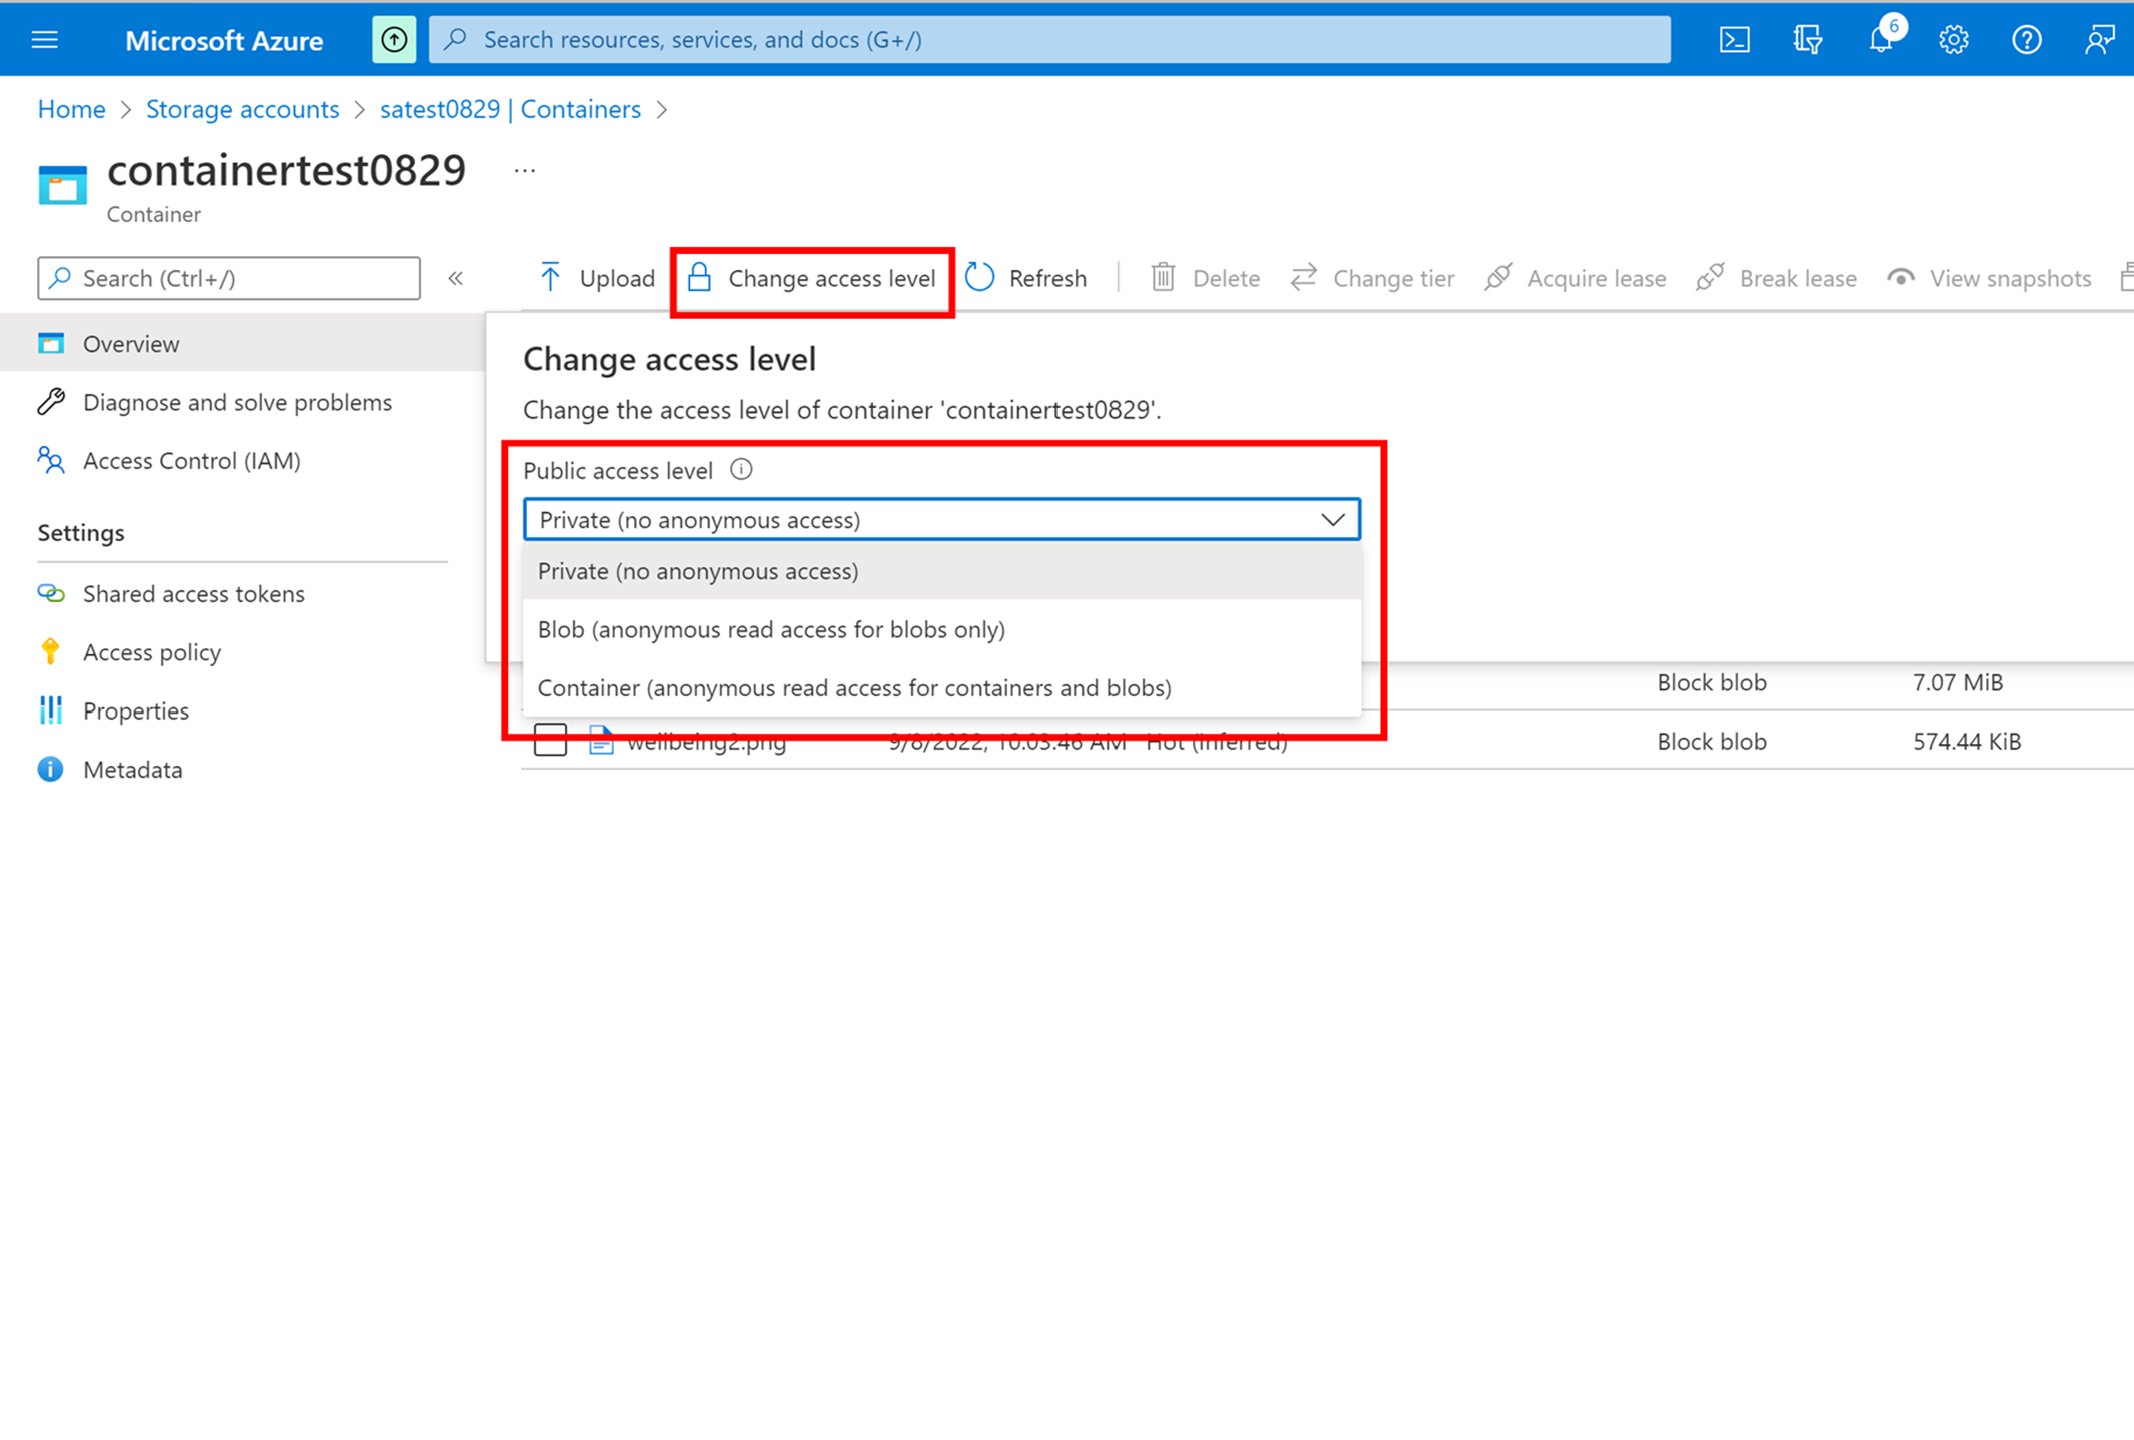 Microsoft Azure
Search resources, services, and docs (G+/)
6
Home > Storage accounts > satest0829 | Containers >
containertest0829 ...
Container
Search (Ctrl+/)
«
Upload
Change access level
Refresh
Delete
Change tier
Acquire lease
Break lease
View snapshots
Overview
Diagnose and solve problems
Access Control (IAM)
Settings
Shared access tokens
Access policy
Properties
Metadata
Change access level
Change the access level of container 'containertest0829'.
Public access level
Private (no anonymous access)
Private (no anonymous access)
Blob (anonymous read access for blobs only)
Container (anonymous read access for containers and blobs)
Block blob 7.07 MiB
wellbeing2.png 9/8/2022, 10:03:46 AM Hot (Inferred) Block blob 574.44 KiB